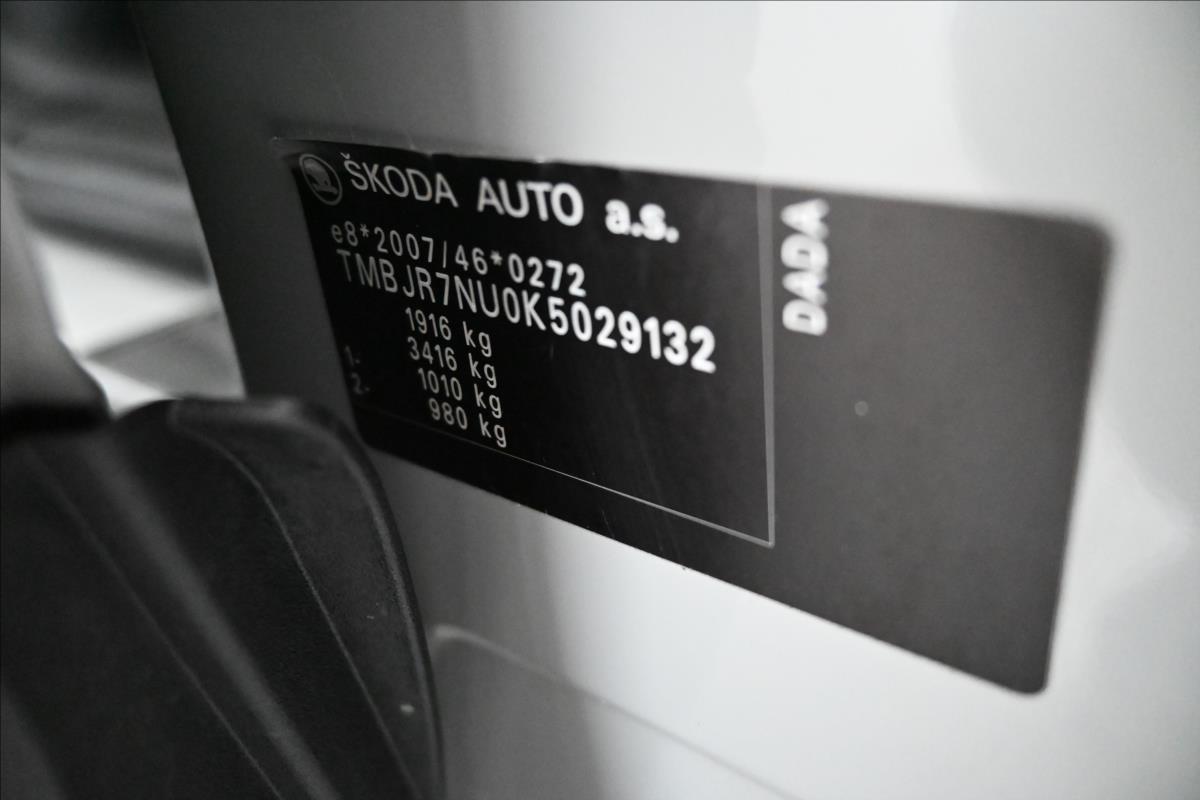 ŠKODA AUTO a.s.
e8*2007/46*0272
TMBJR7NU0K5029132
1916 kg
3416 kg
1- 1010 kg
2- 980 kg
DADA